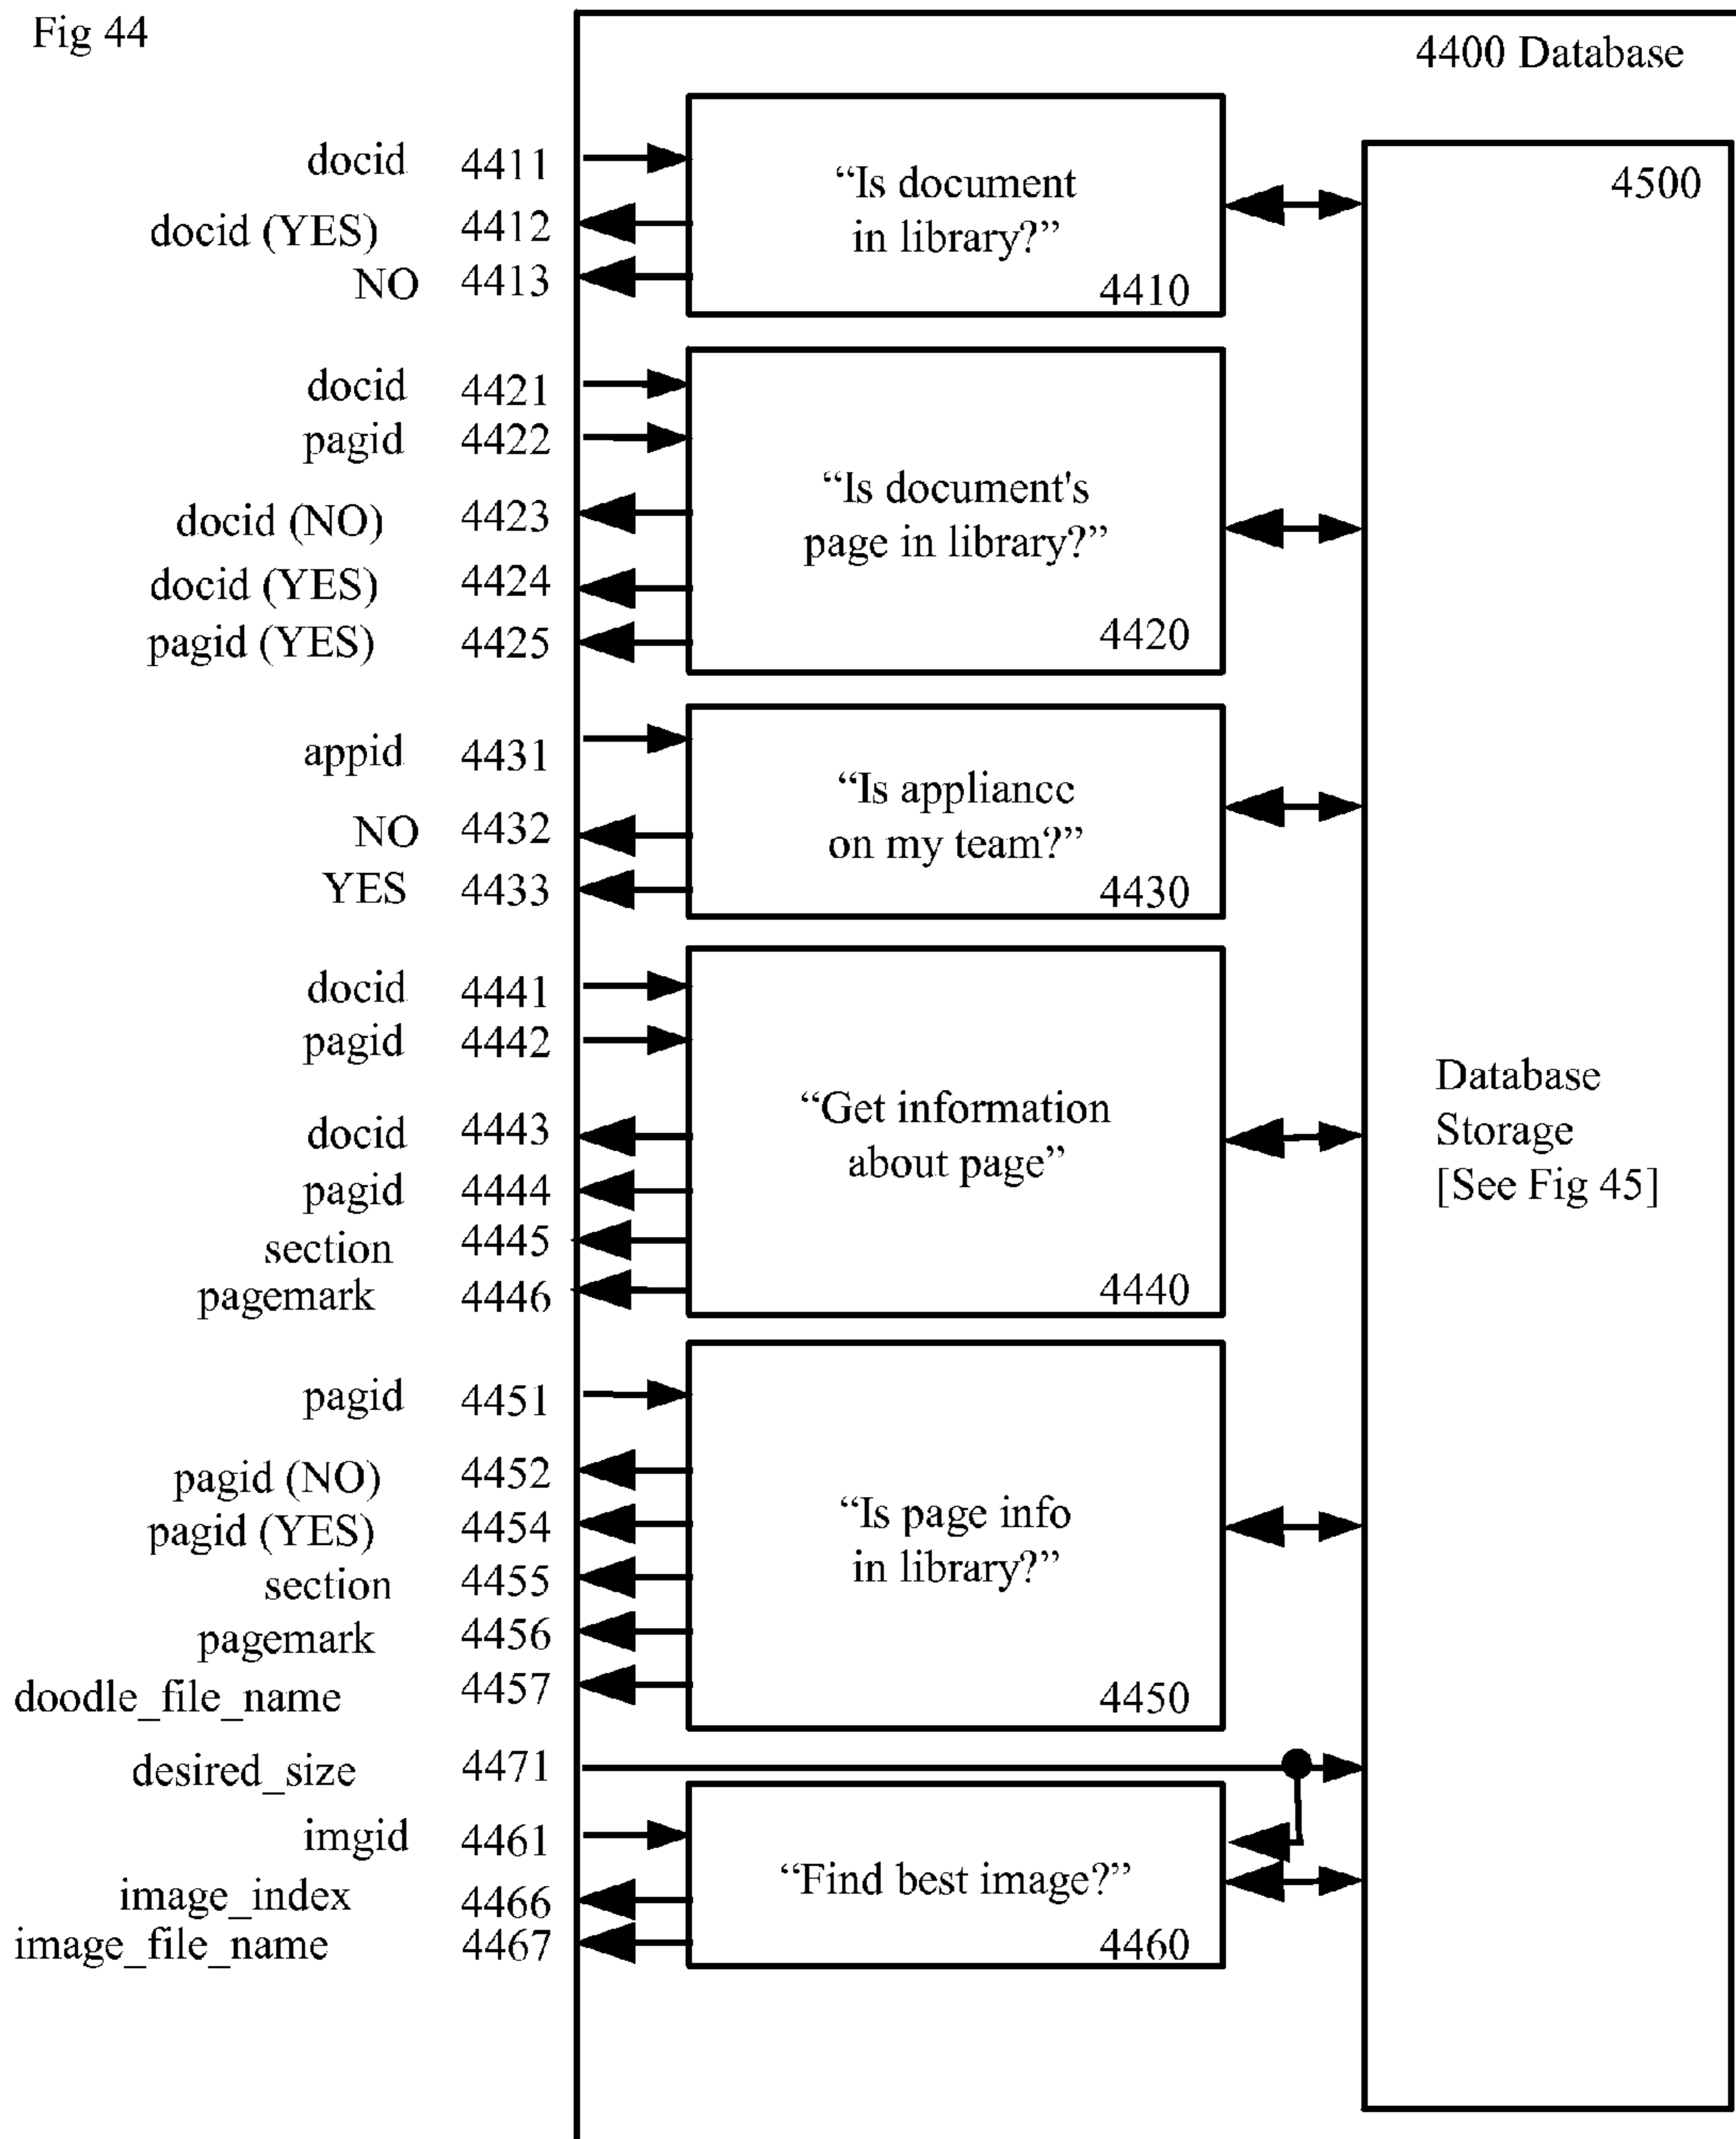 Fig 44
4400 Database
docid 4411
docid (YES) 4412
NO 4413
“Is document
in library?”
4410
4500
docid 4421
pagid 4422
docid (NO) 4423
docid (YES) 4424
pagid (YES) 4425
“Is document's
page in library?”
4420
appid 4431
NO 4432
YES 4433
“Is appliance
on my team?”
4430
docid 4441
pagid 4442
docid 4443
pagid 4444
section 4445
pagemark 4446
“Get information
about page”
4440
Database
Storage
[See Fig 45]
pagid 4451
pagid (NO) 4452
pagid (YES) 4454
section 4455
pagemark 4456
doodle_file_name 4457
“Is page info
in library?”
4450
desired_size 4471
imgid 4461
image_index 4466
image_file_name 4467
“Find best image?”
4460